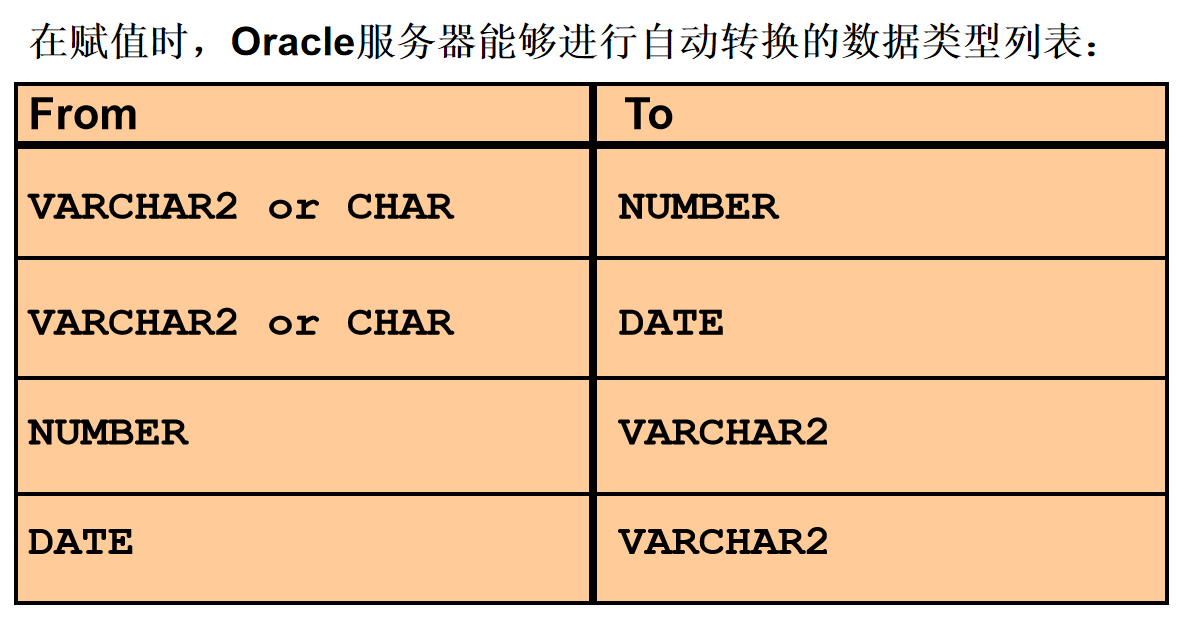 在赋值时，Oracle服务器能够进行自动转换的数据类型列表：
From To
VARCHAR2 or CHAR NUMBER
VARCHAR2 or CHAR DATE
NUMBER VARCHAR2
DATE VARCHAR2